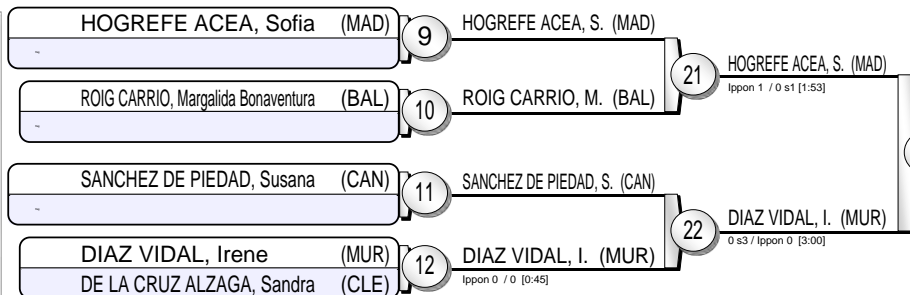 HOGREFE ACEA, Sofia (MAD)
-
9
HOGREFE ACEA, S. (MAD)
ROIG CARRIO, Margalida Bonaventura (BAL)
-
10
ROIG CARRIO, M. (BAL)
21
HOGREFE ACEA, S. (MAD)
Ippon 1 / 0 s1 [1:53]
SANCHEZ DE PIEDAD, Susana (CAN)
-
11
SANCHEZ DE PIEDAD, S. (CAN)
DIAZ VIDAL, Irene (MUR)
DE LA CRUZ ALZAGA, Sandra (CLE)
12
DIAZ VIDAL, I. (MUR)
Ippon 0 / 0 [0:45]
22
DIAZ VIDAL, I. (MUR)
0 s3 / Ippon 0 [3:00]